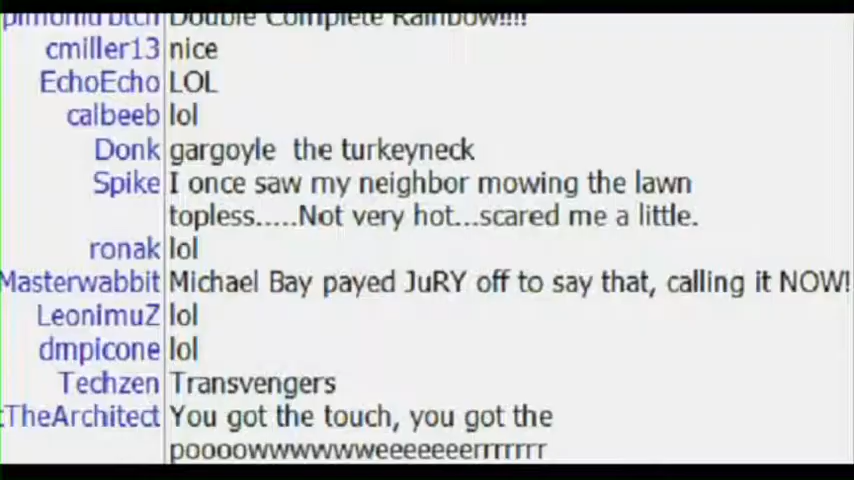 Double Complete Rainbow!!!!
cmiller13 nice
EchoEcho LOL
calbeeb lol
Donk gargoyle the turkeyneck
Spike I once saw my neighbor mowing the lawn
topless.....Not very hot...scared me a little.
ronak lol
Masterwabbit Michael Bay payed JuRY off to say that, calling it NOW!
LeonimuZ lol
dmpicone lol
Techzen Transvengers
tTheArchitect You got the touch, you got the
poooowwwwwweeeeeeerrrrrrr